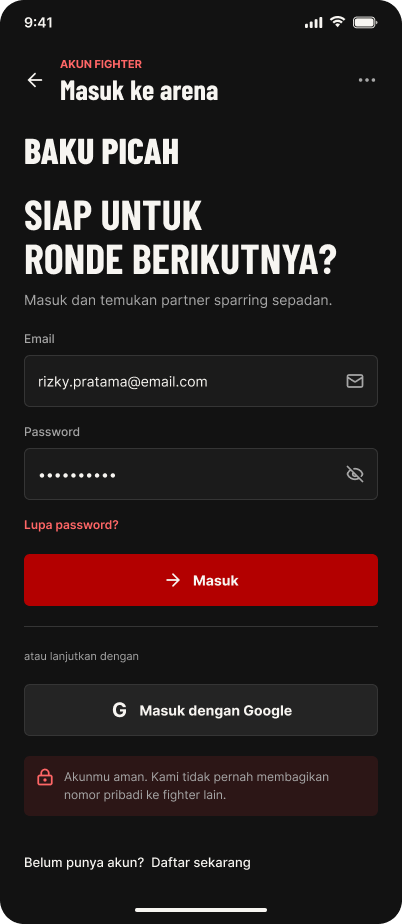 9:41
AKUN FIGHTER
Masuk ke arena
BAKU PICAH
SIAP UNTUK
RONDE BERIKUTNYA?
Masuk dan temukan partner sparring sepadan.
Email
rizky.pratama@email.com
Password
••••••••••
Lupa password?
Masuk
atau lanjutkan dengan
G Masuk dengan Google
Akunmu aman. Kami tidak pernah membagikan
nomor pribadi ke fighter lain.
Belum punya akun? Daftar sekarang